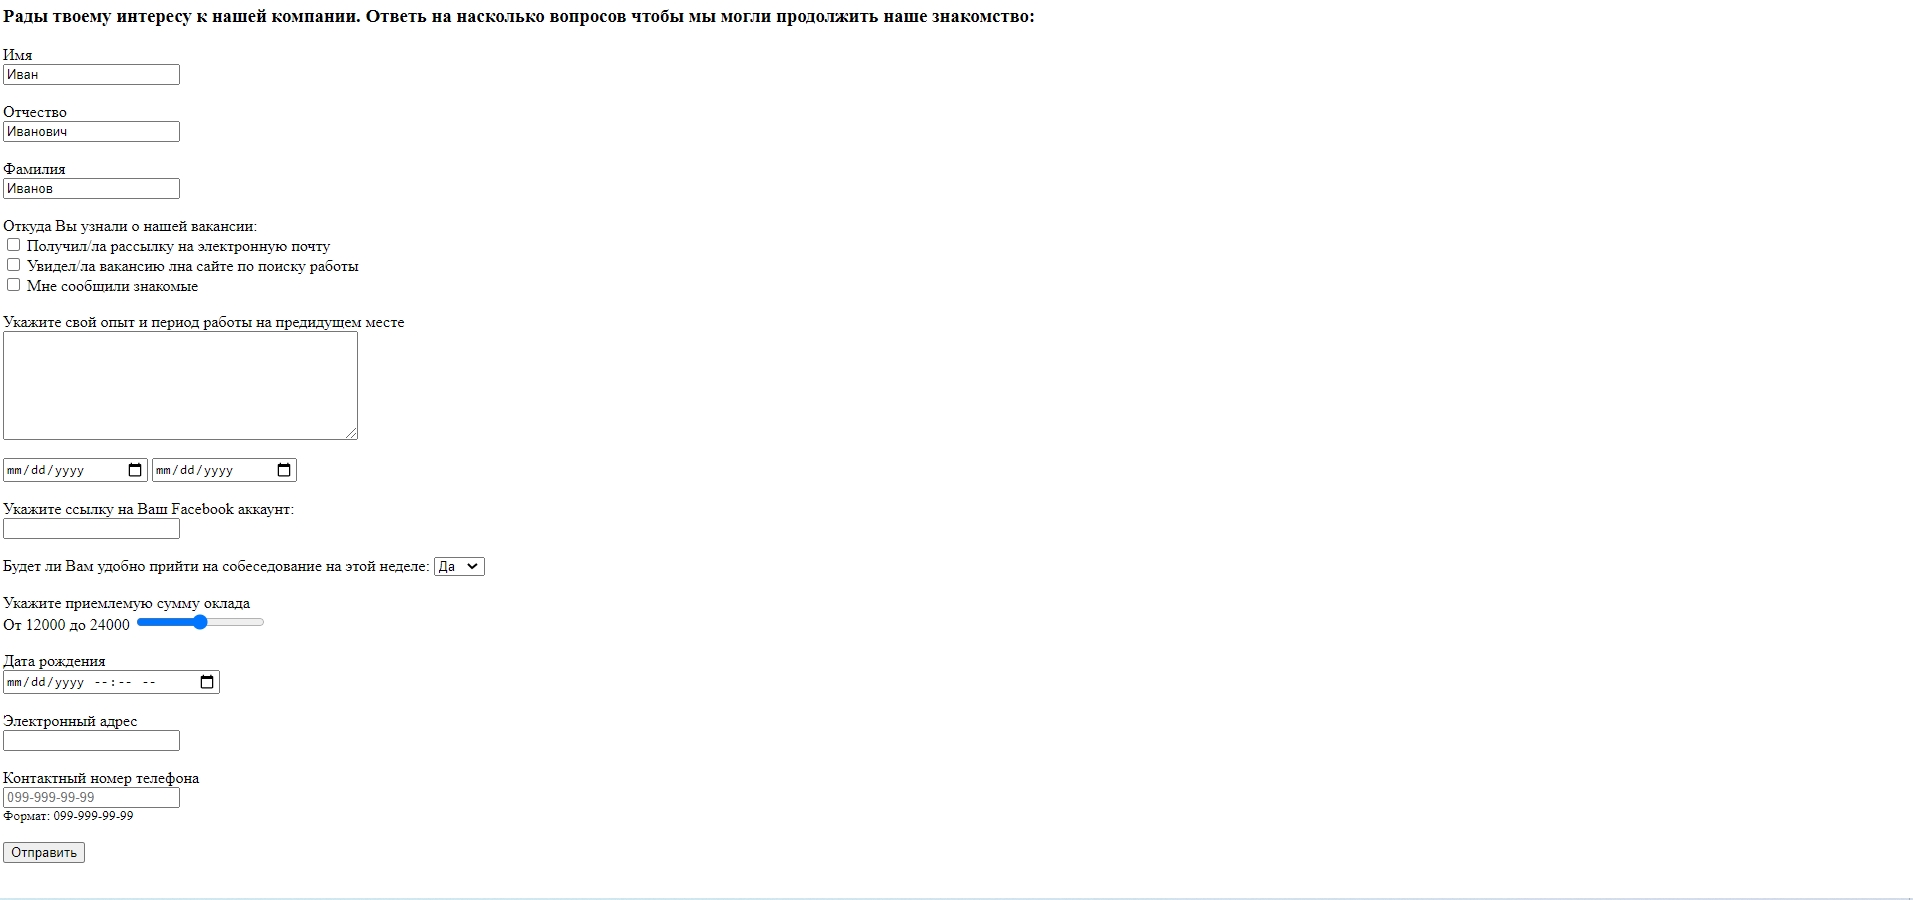 Рады твоему интересу к нашей компании. Ответь на насколько вопросов чтобы мы могли продолжить наше знакомство:
Имя
Иван
Отчество
Иванович
Фамилия
Иванов
Откуда Вы узнали о нашей вакансии:
Получил/ла рассылку на электронную почту
Увидел/ла вакансию лна сайте по поиску работы
Мне сообщили знакомые
Укажите свой опыт и период работы на предидущем месте
mm/dd/yyyy mm/dd/yyyy
Укажите ссылку на Ваш Facebook аккаунт:
Будет ли Вам удобно прийти на собеседование на этой неделе: Да
Укажите приемлемую сумму оклада
От 12000 до 24000
Дата рождения
mm/dd/yyyy --:-- --
Электронный адрес
Контактный номер телефона
099-999-99-99
Формат: 099-999-99-99
Отправить